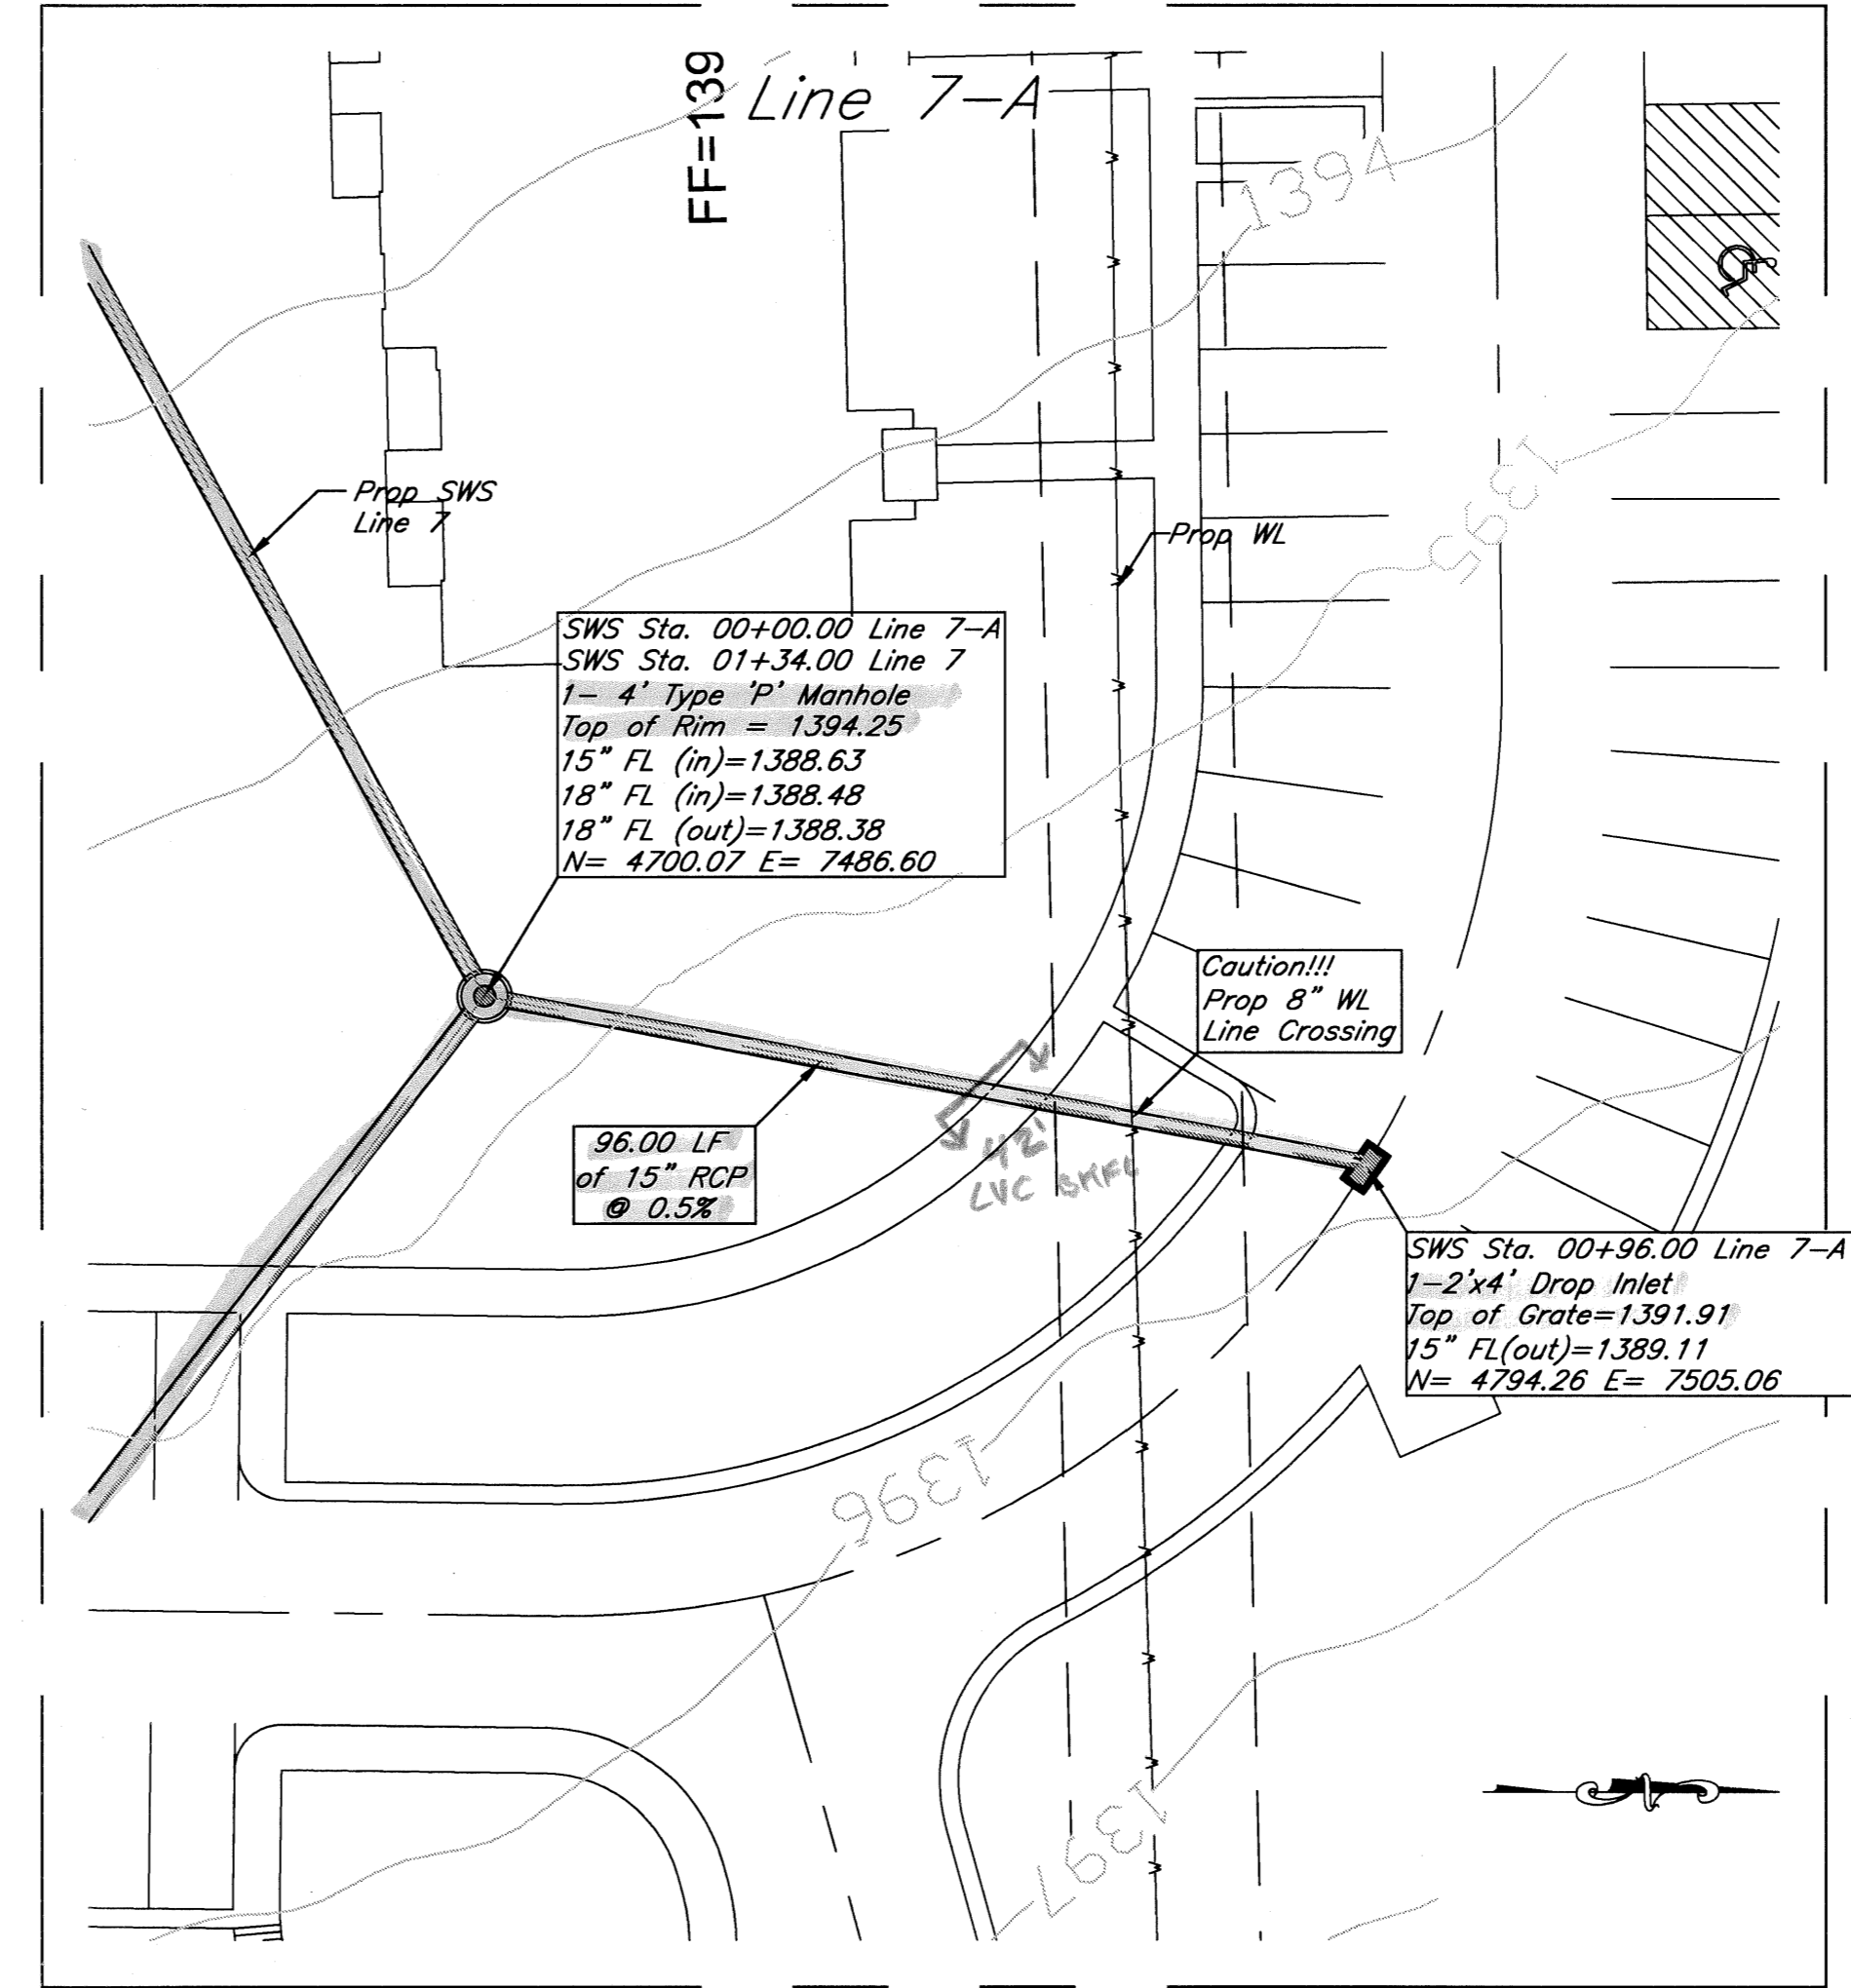 FF=139
Line 7-A
1394
1395
Prop SWS
Line 7
Prop WL
SWS Sta. 00+00.00 Line 7-A
SWS Sta. 01+34.00 Line 7
1- 4' Type 'P' Manhole
Top of Rim = 1394.25
15" FL (in)=1388.63
18" FL (in)=1388.48
18" FL (out)=1388.38
N= 4700.07 E= 7486.60
Caution!!!
Prop 8" WL
Line Crossing
96.00 LF
of 15" RCP
@ 0.5%
42'
LVC
SWS Sta. 00+96.00 Line 7-A
1-2'x4' Drop Inlet
Top of Grate=1391.91
15" FL(out)=1389.11
N= 4794.26 E= 7505.06
1396
1397